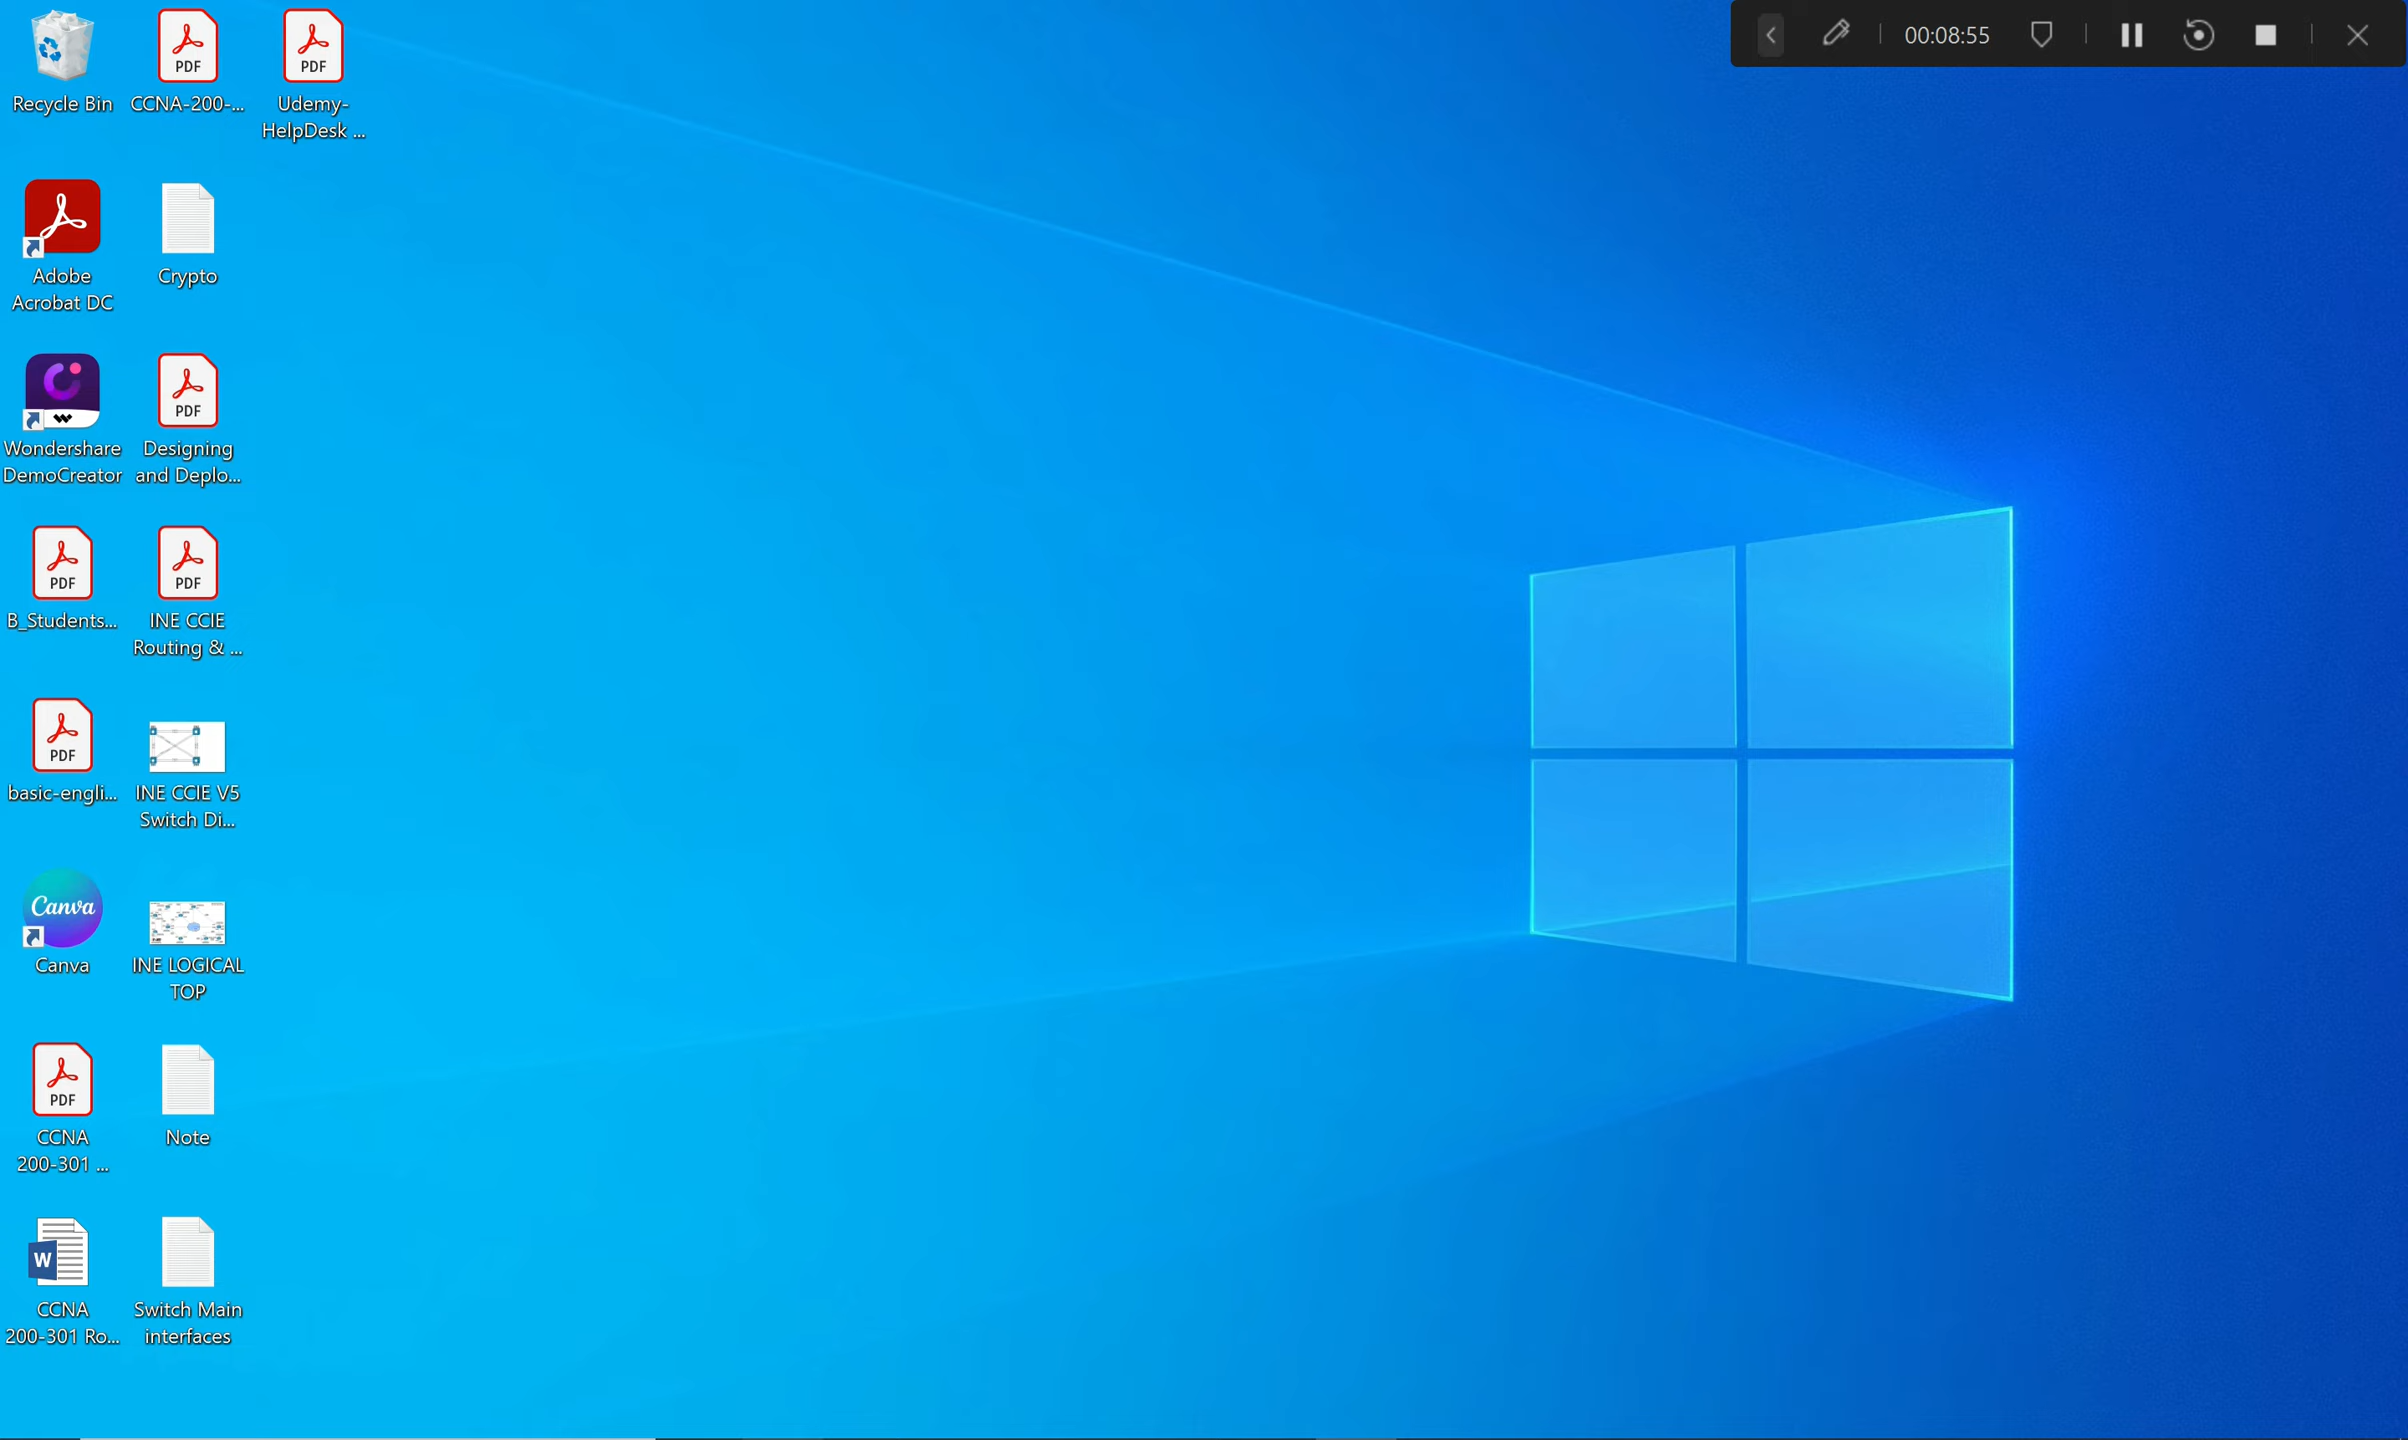 00:08:55
Recycle Bin
PDF
CCNA-200-...
PDF
Udemy-
HelpDesk ...
Adobe
Acrobat DC
Crypto
Wondershare
DemoCreator
PDF
Designing
and Deplo...
PDF
B_Students...
PDF
INE CCIE
Routing & ...
PDF
basic-engli...
INE CCIE V5
Switch Di...
Canva
Canva
INE LOGICAL
TOP
PDF
CCNA
200-301 ...
Note
W
CCNA
200-301 Ro...
Switch Main
interfaces